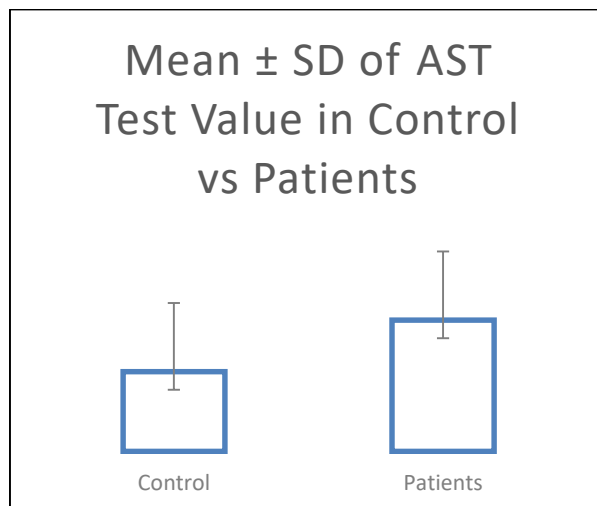 Mean ± SD of AST
Test Value in Control
vs Patients
Control
Patients